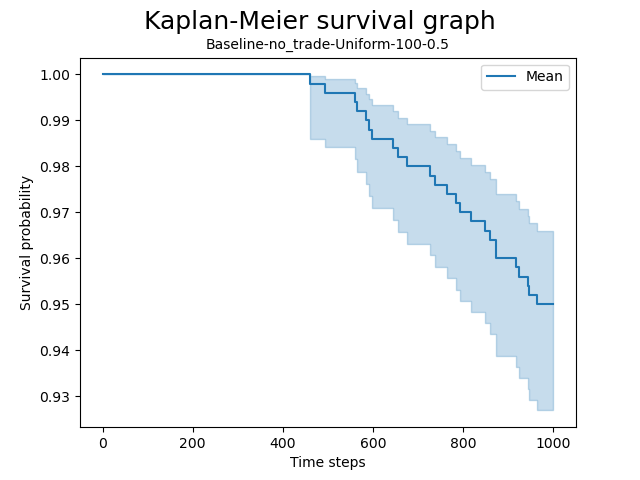 Kaplan-Meier survival graph
Baseline-no_trade-Uniform-100-0.5
Mean
Survival probability
1.00
0.99
0.98
0.97
0.96
0.95
0.94
0.93
0 200 400 600 800 1000
Time steps